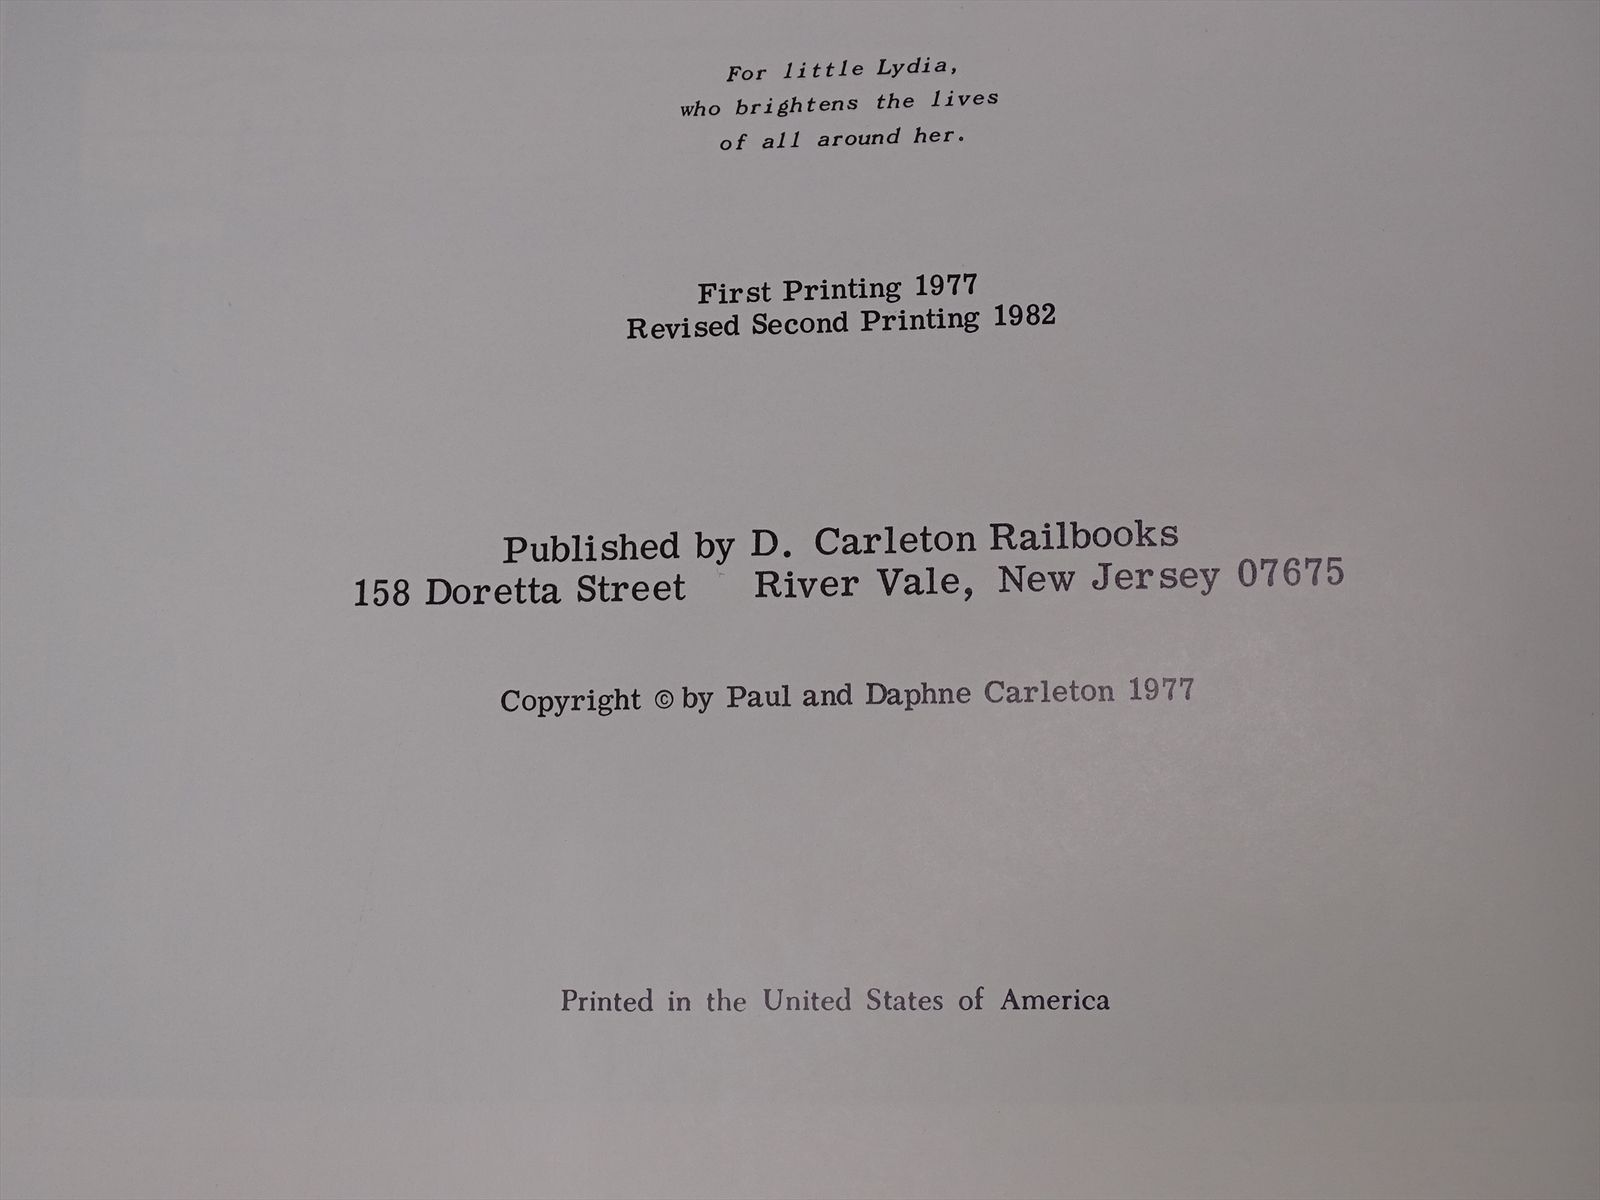 For little Lydia,
who brightens the lives
of all around her.
First Printing 1977
Revised Second Printing 1982
Published by D. Carleton Railbooks
158 Doretta Street River Vale, New Jersey 07675
Copyright © by Paul and Daphne Carleton 1977
Printed in the United States of America